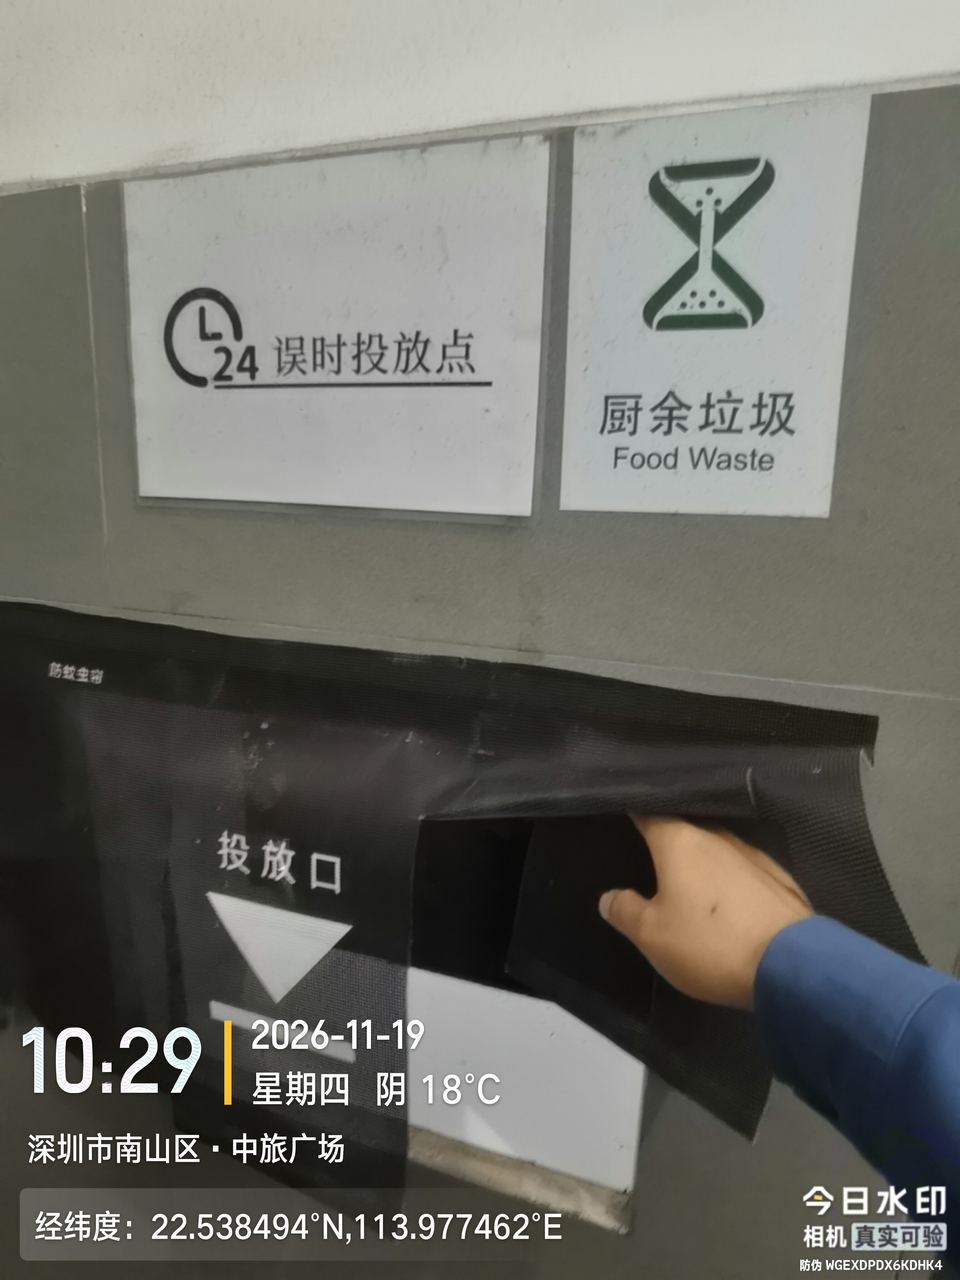 24 误时投放点
厨余垃圾
Food Waste
防蚊虫帘
投放口
10:29
2026-11-19
星期四 阴 18°C
深圳市南山区·中旅广场
经纬度：22.538494°N,113.977462°E
今日水印
相机 真实可验
防伪 WGEXDPDX6KDHK4